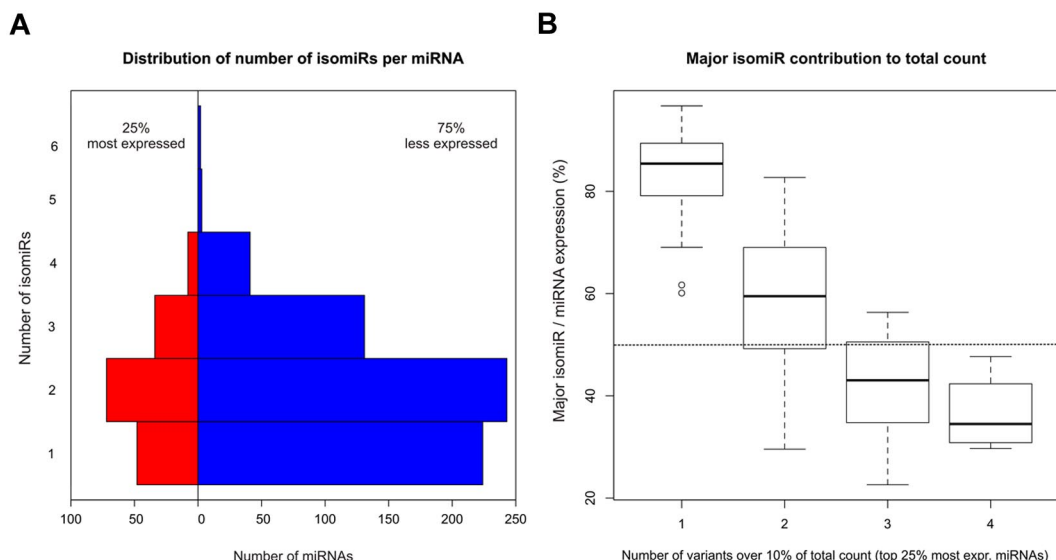 A
Distribution of number of isomiRs per miRNA
25%
most expressed
75%
less expressed
Number of isomiRs
6
5
4
3
2
1
100 50 0 0 50 100 150 200 250
Number of miRNAs
B
Major isomiR contribution to total count
Major isomiR / miRNA expression (%)
80
60
40
20
1 2 3 4
Number of variants over 10% of total count (top 25% most expr. miRNAs)